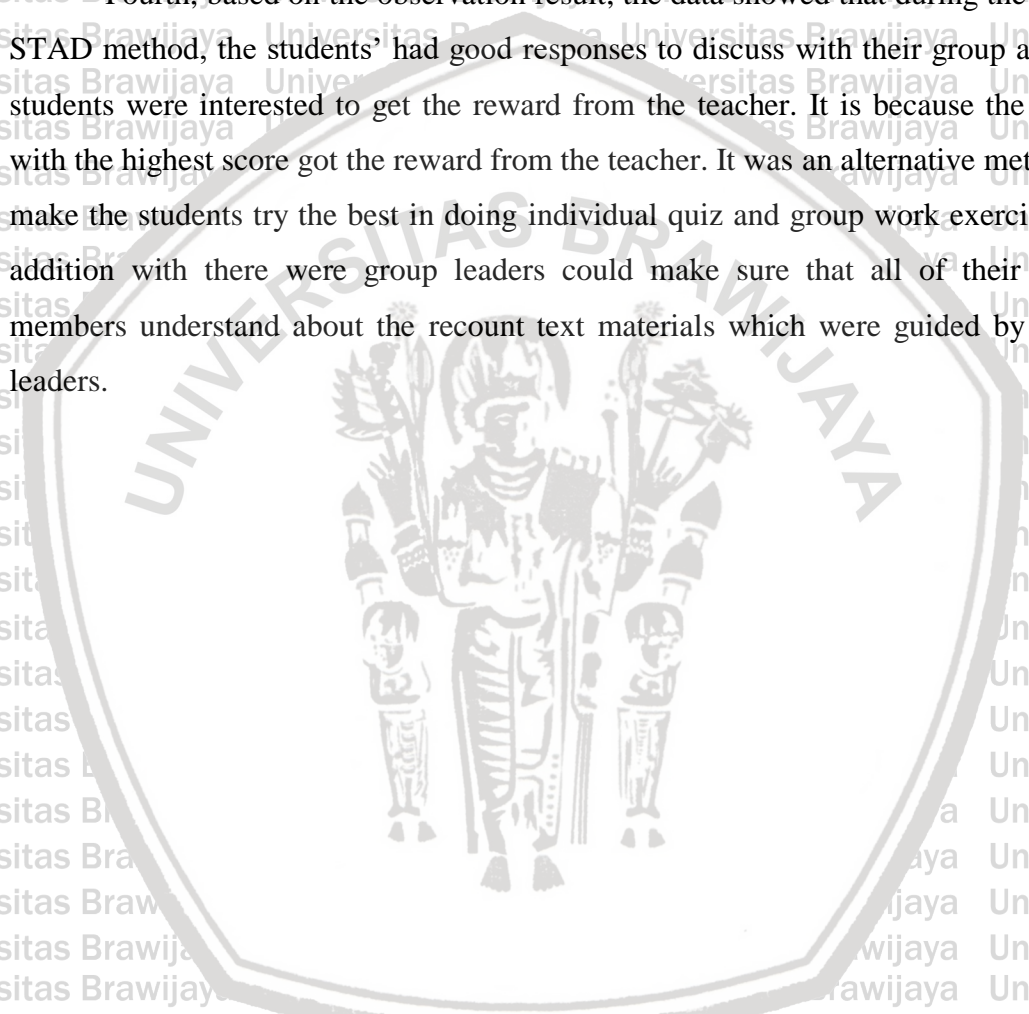 Fourth, based on the observation result, the data showed that during the
STAD method, the students’ had good responses to discuss with their group a
students were interested to get the reward from the teacher. It is because the
with the highest score got the reward from the teacher. It was an alternative met
make the students try the best in doing individual quiz and group work exerci
addition with there were group leaders could make sure that all of their
members understand about the recount text materials which were guided by
leaders.
UNIVERSITAS BRAWIJAYA